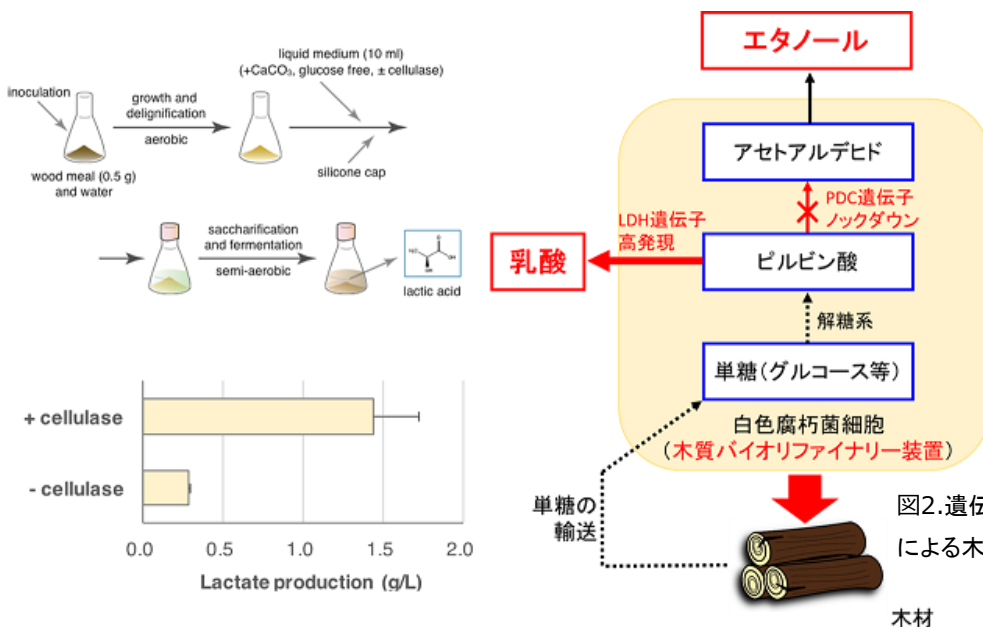 liquid medium (10 ml)
(+CaCO₃, glucose free, ± cellulase)
inoculation
growth and
delignification
aerobic
wood meal (0.5 g)
and water
silicone cap
saccharification
and fermentation
semi-aerobic
lactic acid
+ cellulase
- cellulase
0.0
0.5
1.0
1.5
2.0
Lactate production (g/L)
エタノール
アセトアルデヒド
PDC遺伝子
ノックダウン
LDH遺伝子
高発現
乳酸
ピルビン酸
解糖系
単糖(グルコース等)
白色腐朽菌細胞
(木質バイオリファイナリー装置)
単糖の
輸送
図2.遺伝
による木
木材